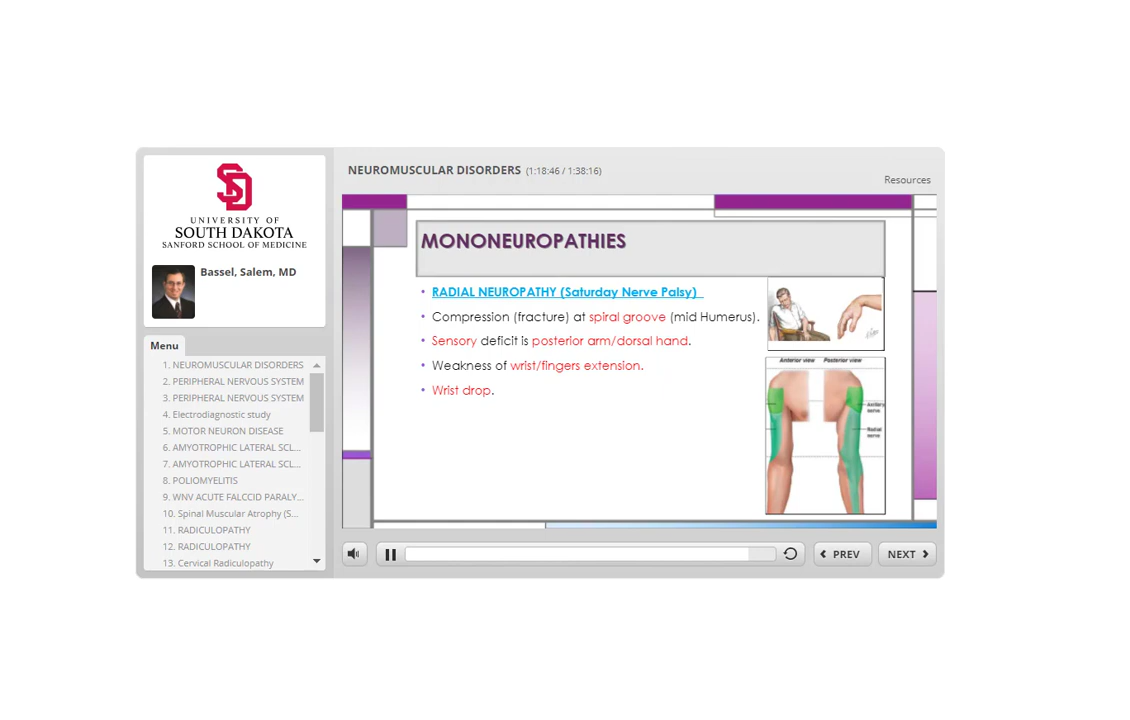 UNIVERSITY OF
SOUTH DAKOTA
SANFORD SCHOOL OF MEDICINE
Bassel, Salem, MD
Menu
1. NEUROMUSCULAR DISORDERS
2. PERIPHERAL NERVOUS SYSTEM
3. PERIPHERAL NERVOUS SYSTEM
4. Electrodiagnostic study
5. MOTOR NEURON DISEASE
6. AMYOTROPHIC LATERAL SCL...
7. AMYOTROPHIC LATERAL SCL...
8. POLIOMYELITIS
9. WNV ACUTE FALCCID PARALY...
10. Spinal Muscular Atrophy (S...
11. RADICULOPATHY
12. RADICULOPATHY
13. Cervical Radiculopathy
NEUROMUSCULAR DISORDERS (1:18:46 / 1:38:16)
Resources
MONONEUROPATHIES
• RADIAL NEUROPATHY (Saturday Nerve Palsy)
• Compression (fracture) at spiral groove (mid Humerus).
• Sensory deficit is posterior arm/dorsal hand.
• Weakness of wrist/fingers extension.
• Wrist drop.
Anterior view Posterior view
Axillary
nerve
Radial
nerve
PREV
NEXT